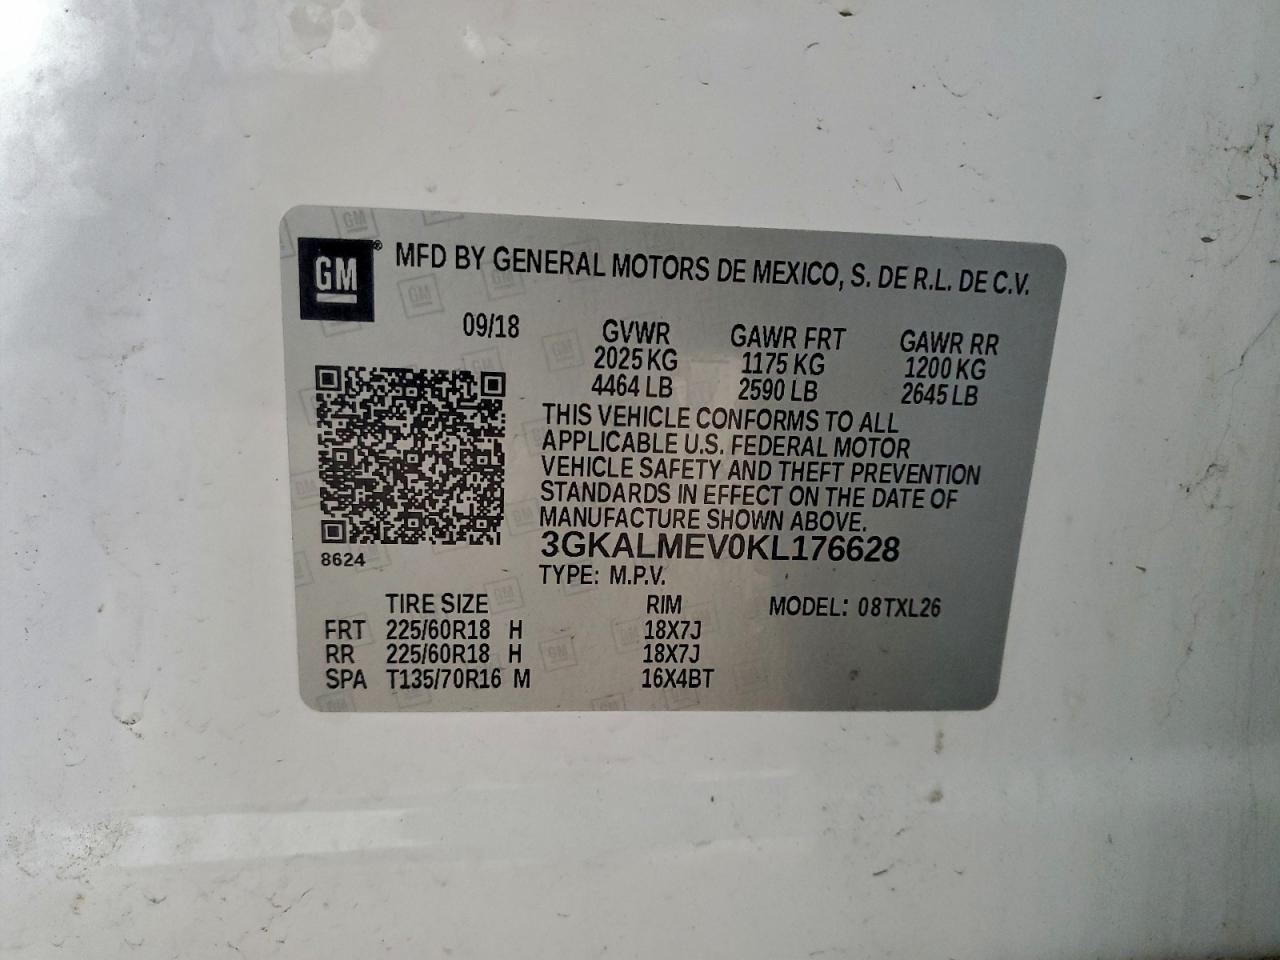 GM® MFD BY GENERAL MOTORS DE MEXICO, S. DE R.L. DE C.V.
09/18 GVWR GAWR FRT GAWR RR
2025 KG 1175 KG 1200 KG
4464 LB 2590 LB 2645 LB
THIS VEHICLE CONFORMS TO ALL
APPLICABLE U.S. FEDERAL MOTOR
VEHICLE SAFETY AND THEFT PREVENTION
STANDARDS IN EFFECT ON THE DATE OF
MANUFACTURE SHOWN ABOVE.
8624 3GKALMEV0KL176628
TYPE: M.P.V.
TIRE SIZE RIM MODEL: 08TXL26
FRT 225/60R18 H 18X7J
RR 225/60R18 H 18X7J
SPA T135/70R16 M 16X4BT